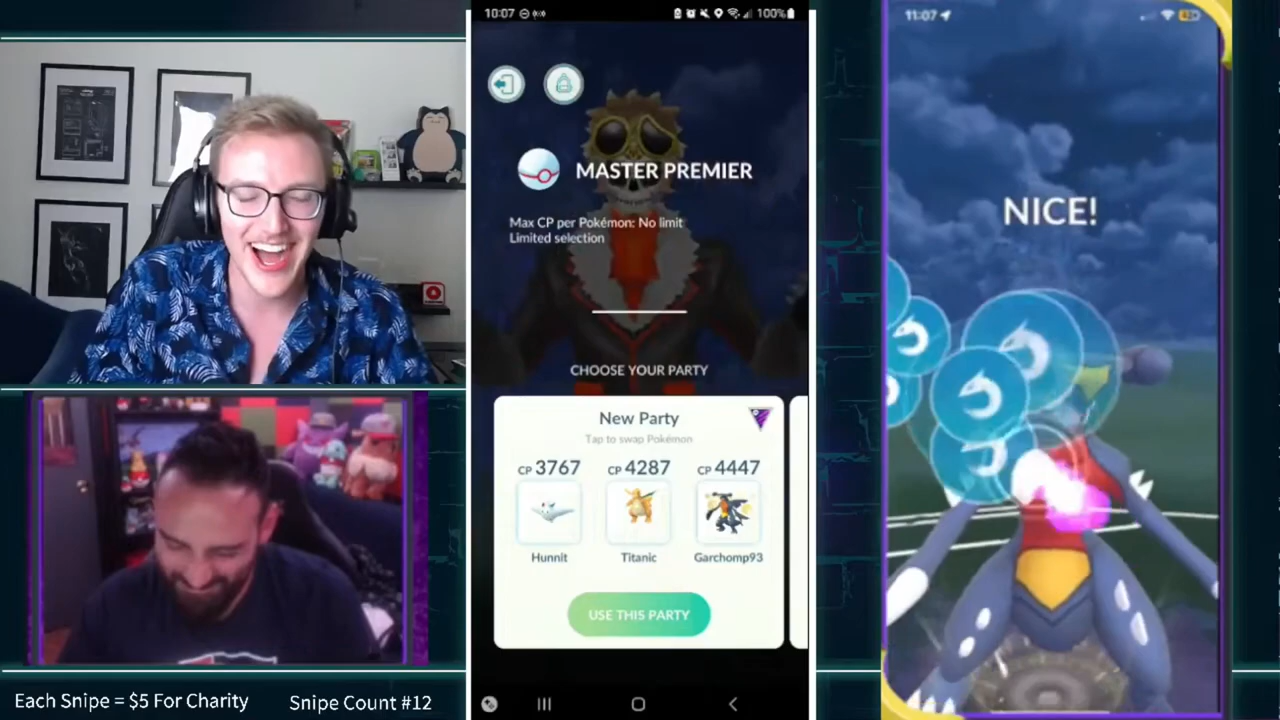 10:07
100%
MASTER PREMIER
Max CP per Pokémon: No limit
Limited selection
CHOOSE YOUR PARTY
New Party
Tap to swap Pokémon
CP 3767
CP 4287
CP 4447
Hunnit
Titanic
Garchomp93
USE THIS PARTY
11:07
NICE!
Each Snipe = $5 For Charity
Snipe Count #12